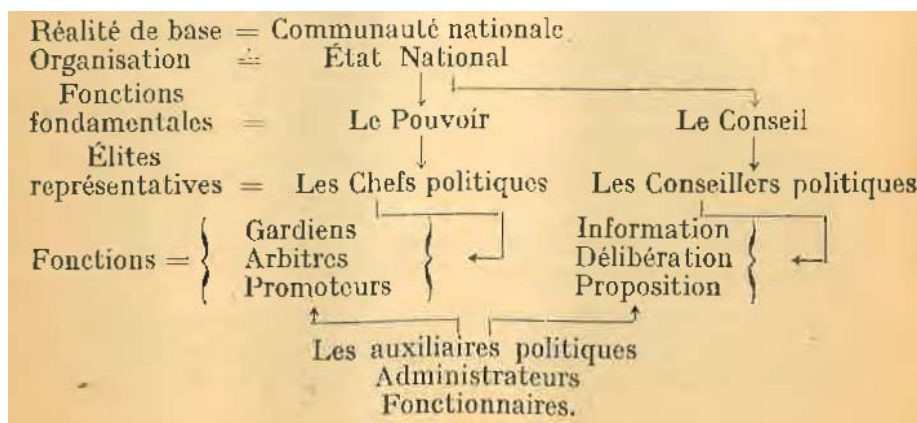 Réalité de base = Communauté nationale
Organisation = État National
Fonctions
fondamentales = Le Pouvoir Le Conseil
Élites
représentatives = Les Chefs politiques Les Conseillers politiques
Gardiens Information
Fonctions = { Arbitres } { Délibération }
Promoteurs Proposition
Les auxiliaires politiques
Administrateurs
Fonctionnaires.